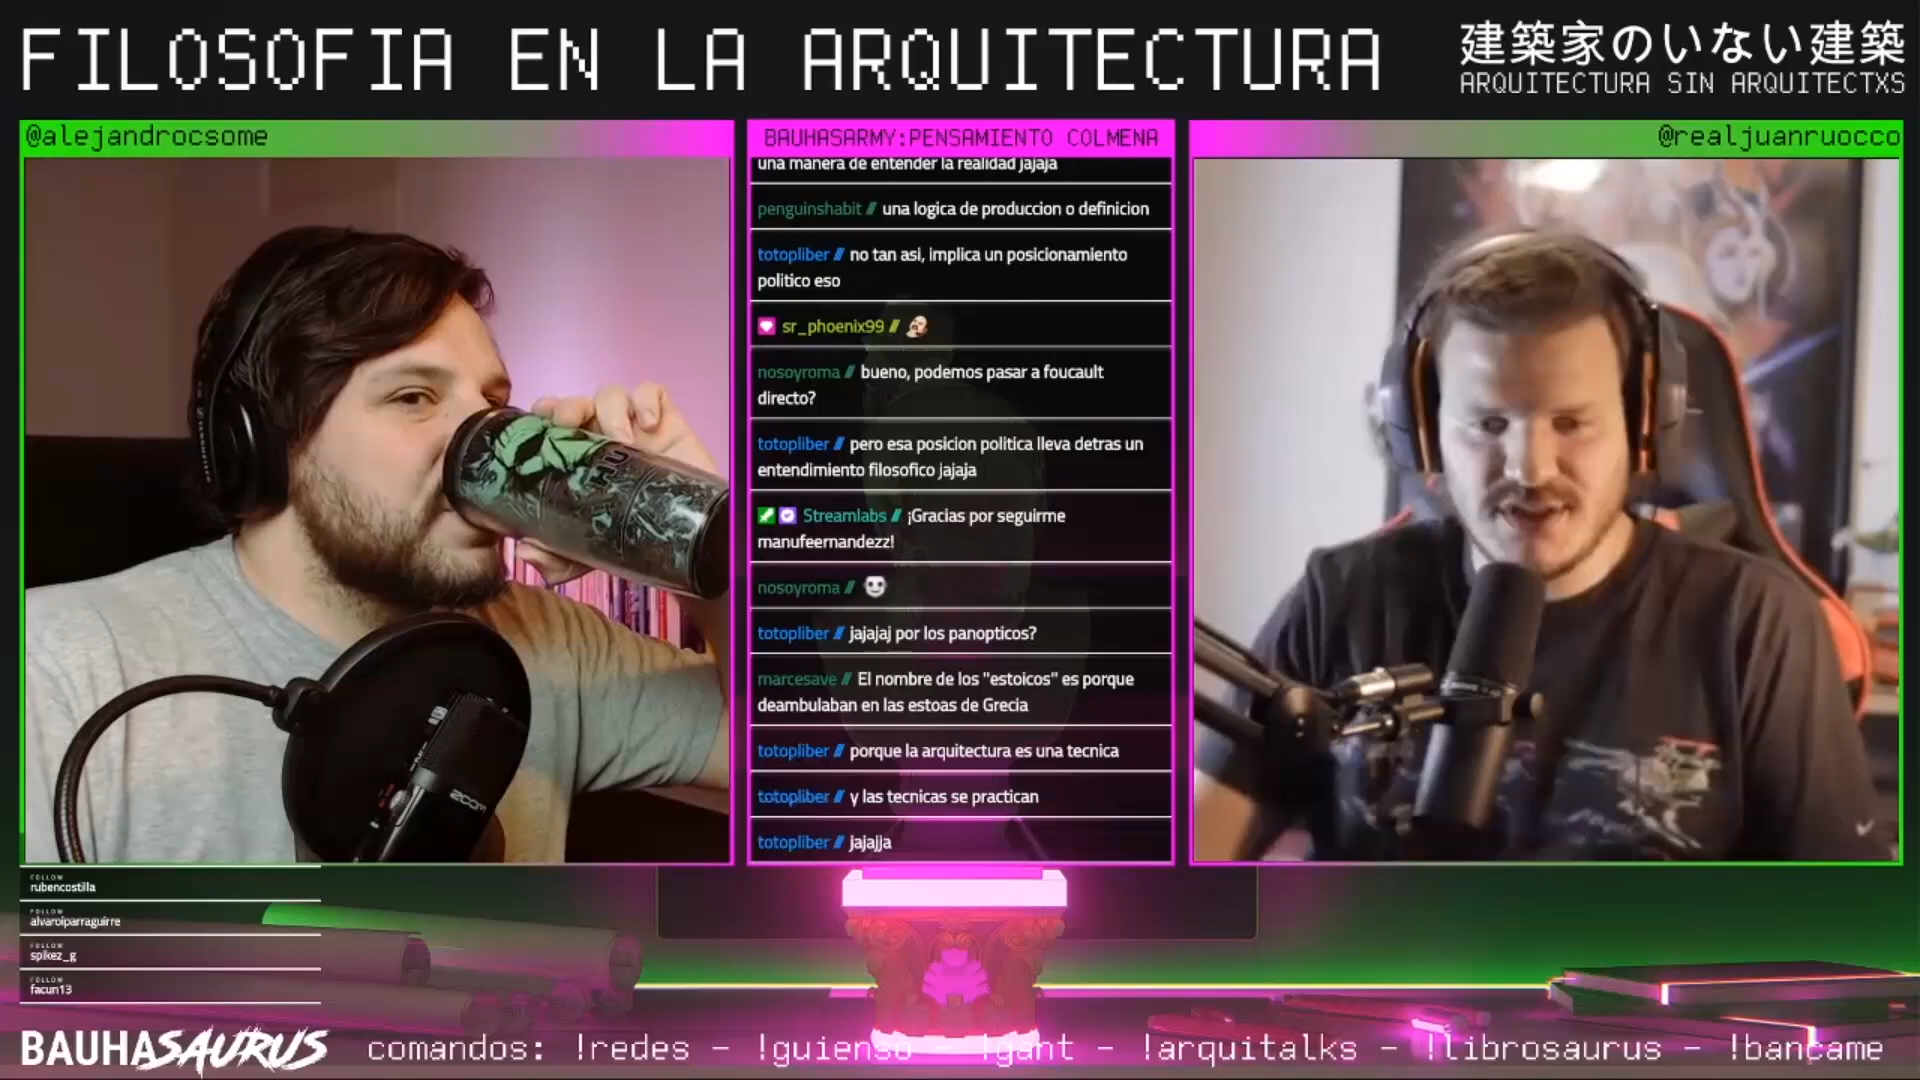 FILOSOFIA EN LA ARQUITECTURA
建築家のいない建築
ARQUITECTURA SIN ARQUITECTXS
@alejandrocsome
BAUHASARMY:PENSAMIENTO COLMENA
@realjuanruocco
una manera de entender la realidad jajaja
penguinshabit // una logica de produccion o definicion
totopliber // no tan asi, implica un posicionamiento
politico eso
sr_phoenix99 //
nosoyroma // bueno, podemos pasar a foucault
directo?
totopliber // pero esa posicion politica lleva detras un
entendimiento filosofico jajaja
Streamlabs // ¡Gracias por seguirme
manufeernandezz!
nosoyroma //
totopliber // jajajaj por los panopticos?
marcesave // El nombre de los "estoicos" es porque
deambulaban en las estoas de Grecia
totopliber // porque la arquitectura es una tecnica
totopliber // y las tecnicas se practican
totopliber // jajajja
zoom
FOLLOW
rubencostilla
FOLLOW
alvaroiparraguirre
FOLLOW
spikez_g
FOLLOW
facun13
BAUHASAURUS
comandos: !redes - !guienso - !gant - !arquitalks - !librosaurus - !bancame